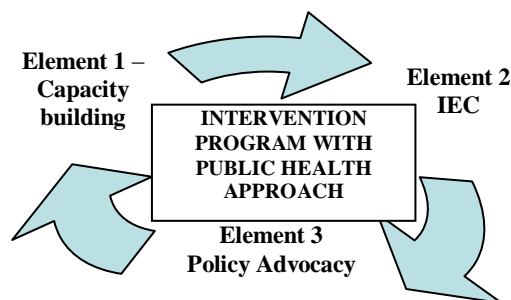 Element 1 –
Capacity
building
Element 2
IEC
INTERVENTION
PROGRAM WITH
PUBLIC HEALTH
APPROACH
Element 3
Policy Advocacy